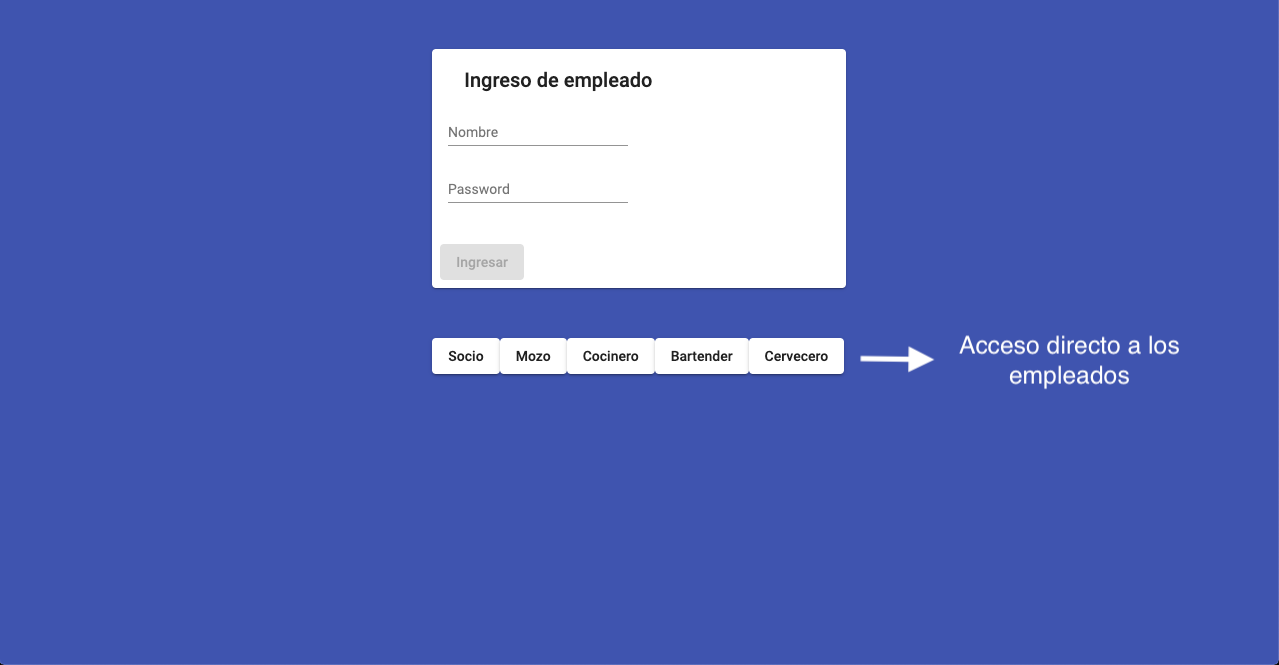 Ingreso de empleado
Nombre
Password
Ingresar
Socio Mozo Cocinero Bartender Cervecero
Acceso directo a los
empleados